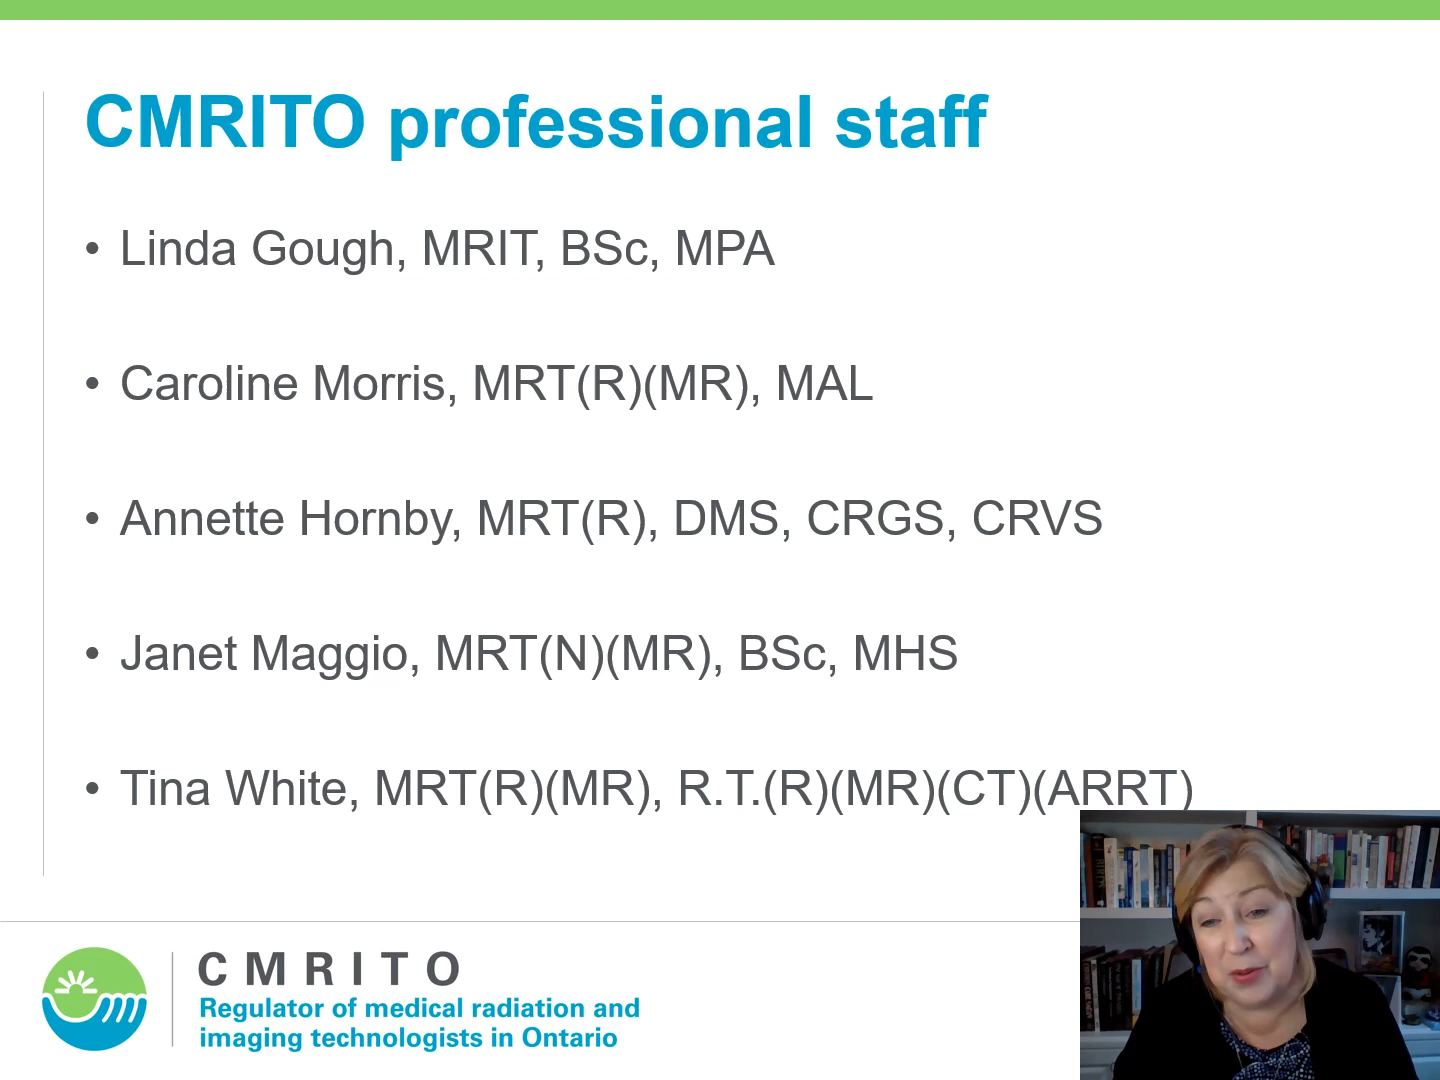 CMRITO professional staff
• Linda Gough, MRIT, BSc, MPA
• Caroline Morris, MRT(R)(MR), MAL
• Annette Hornby, MRT(R), DMS, CRGS, CRVS
• Janet Maggio, MRT(N)(MR), BSc, MHS
• Tina White, MRT(R)(MR), R.T.(R)(MR)(CT)(ARRT)
CMRITO
Regulator of medical radiation and
imaging technologists in Ontario